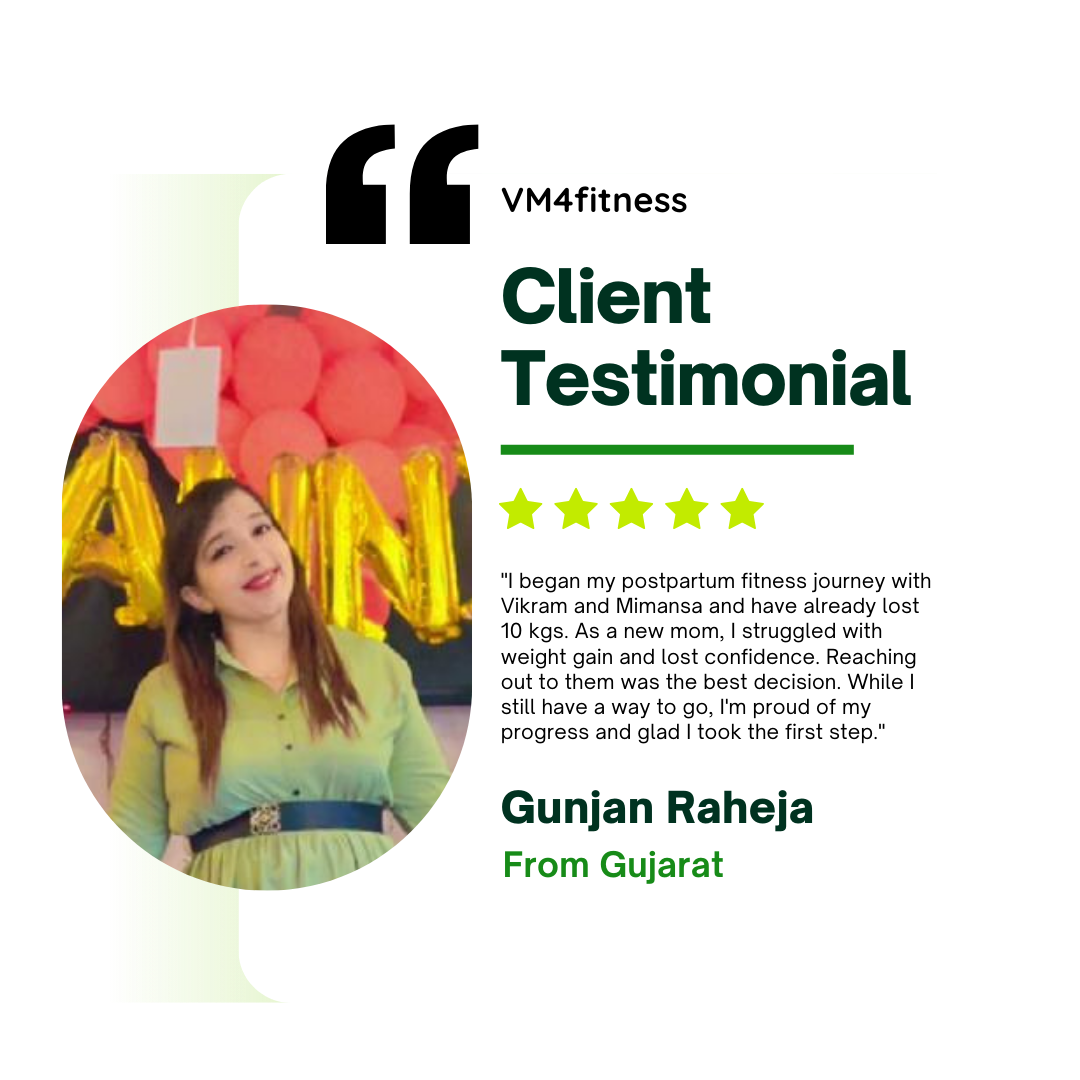 VM4fitness
Client
Testimonial
"I began my postpartum fitness journey with
Vikram and Mimansa and have already lost
10 kgs. As a new mom, I struggled with
weight gain and lost confidence. Reaching
out to them was the best decision. While I
still have a way to go, I'm proud of my
progress and glad I took the first step."
Gunjan Raheja
From Gujarat